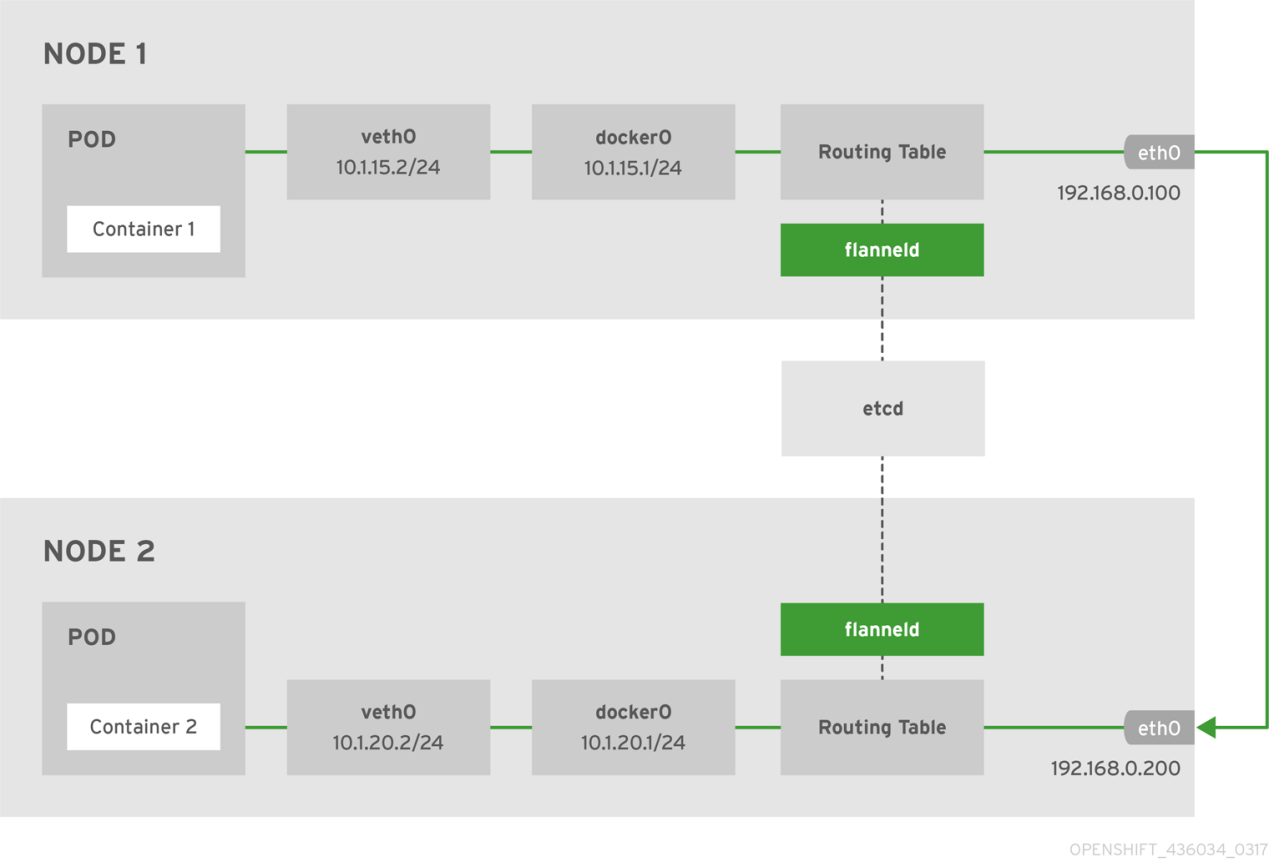 NODE 1
POD
Container 1
veth0
10.1.15.2/24
docker0
10.1.15.1/24
Routing Table
flanneld
eth0
192.168.0.100
etcd
NODE 2
POD
Container 2
veth0
10.1.20.2/24
docker0
10.1.20.1/24
flanneld
Routing Table
eth0
192.168.0.200
OPENSHIFT_436034_0317